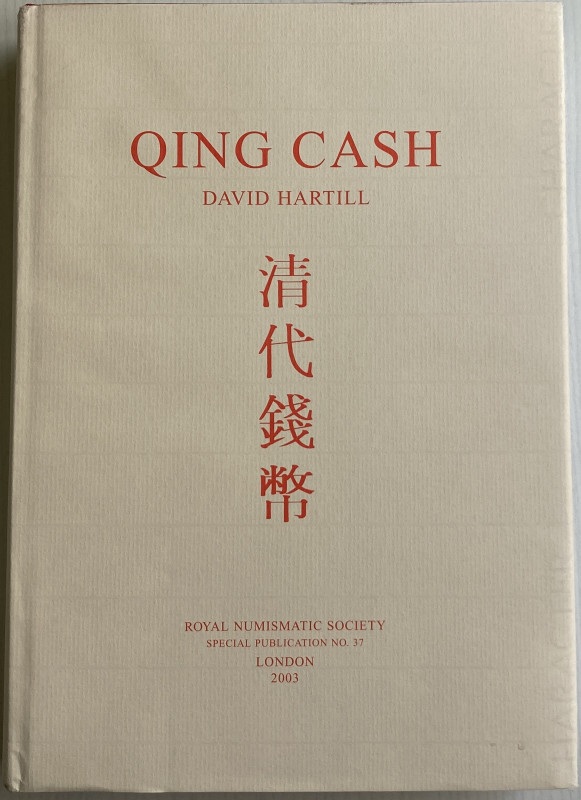 QING CASH
DAVID HARTILL
清代錢幣
ROYAL NUMISMATIC SOCIETY
SPECIAL PUBLICATION NO. 37
LONDON
2003